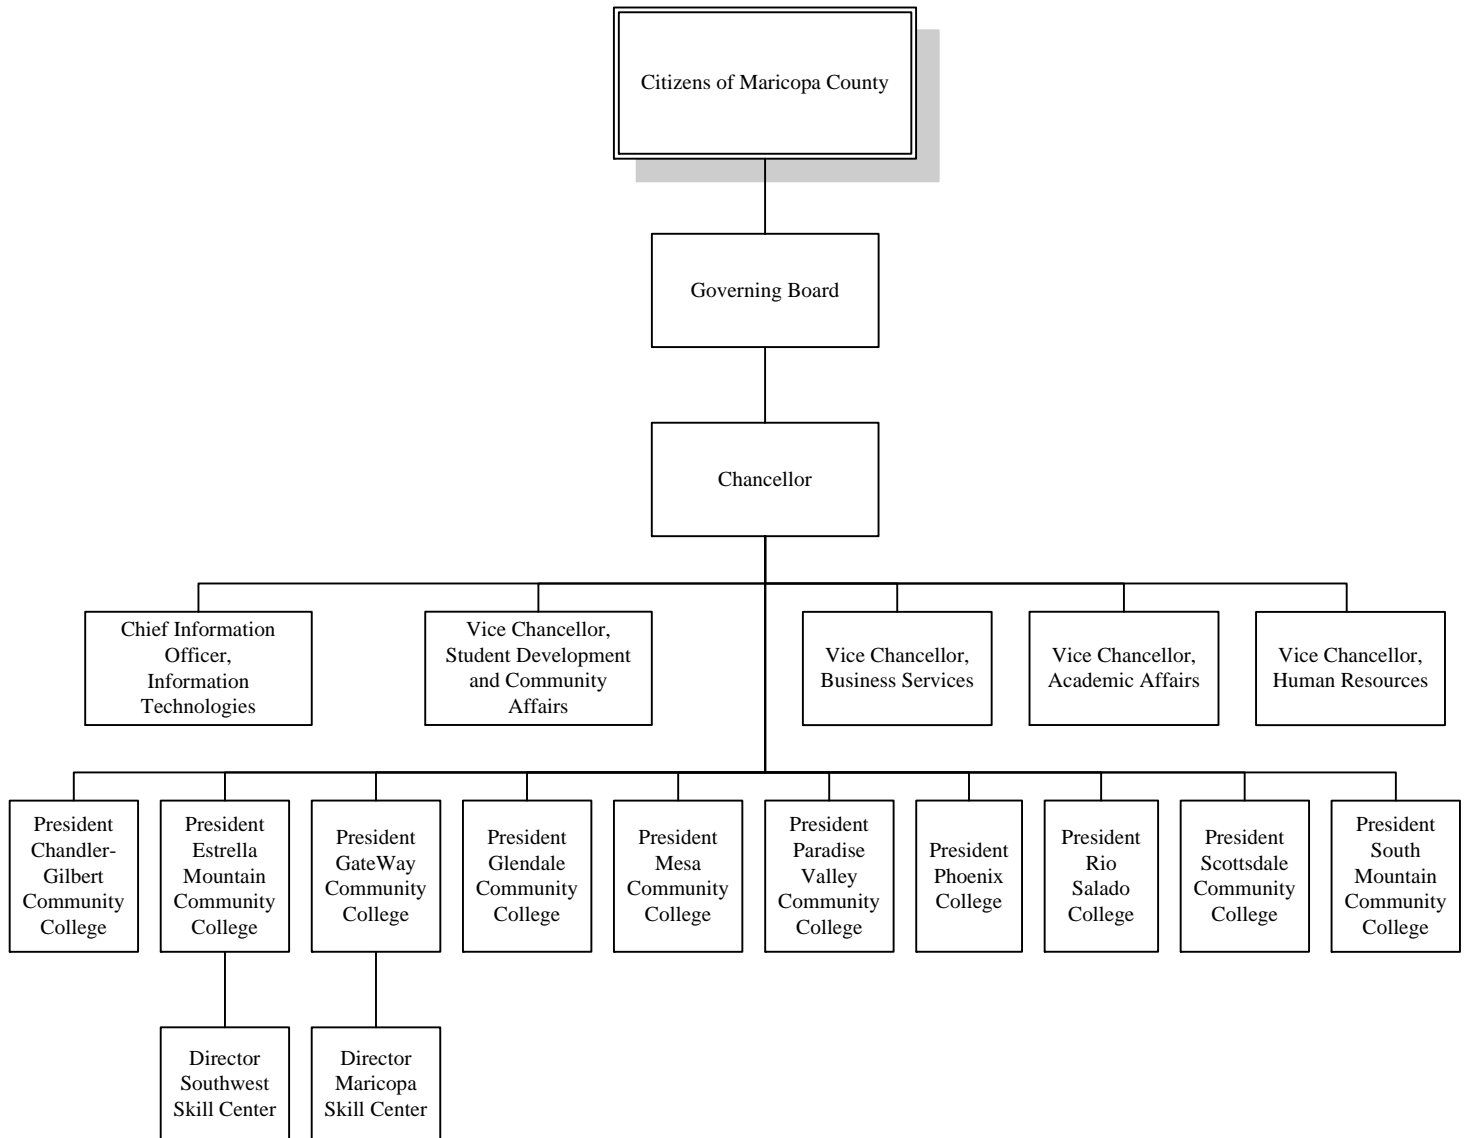 Citizens of Maricopa County
Governing Board
Chancellor
Chief Information
Officer,
Information
Technologies
Vice Chancellor,
Student Development
and Community
Affairs
Vice Chancellor,
Business Services
Vice Chancellor,
Academic Affairs
Vice Chancellor,
Human Resources
President
Chandler-
Gilbert
Community
College
President
Estrella
Mountain
Community
College
President
GateWay
Community
College
President
Glendale
Community
College
President
Mesa
Community
College
President
Paradise
Valley
Community
College
President
Phoenix
College
President
Rio
Salado
College
President
Scottsdale
Community
College
President
South
Mountain
Community
College
Director
Southwest
Skill Center
Director
Maricopa
Skill Center